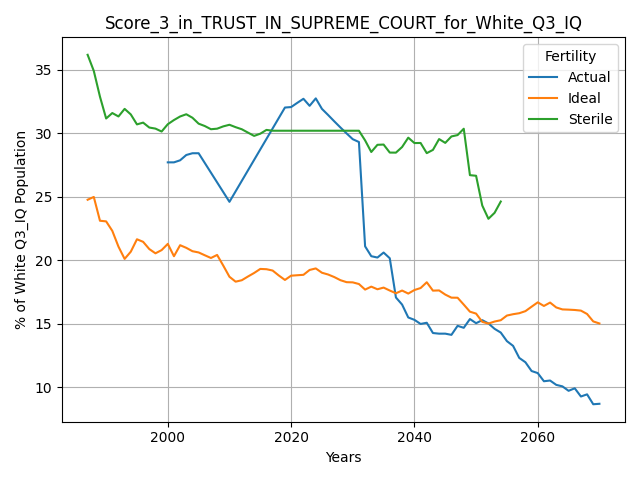 Score_3_in_TRUST_IN_SUPREME_COURT_for_White_Q3_IQ
Fertility
Actual
Ideal
Sterile
% of White Q3_IQ Population
35
30
25
20
15
10
2000
2020
2040
2060
Years